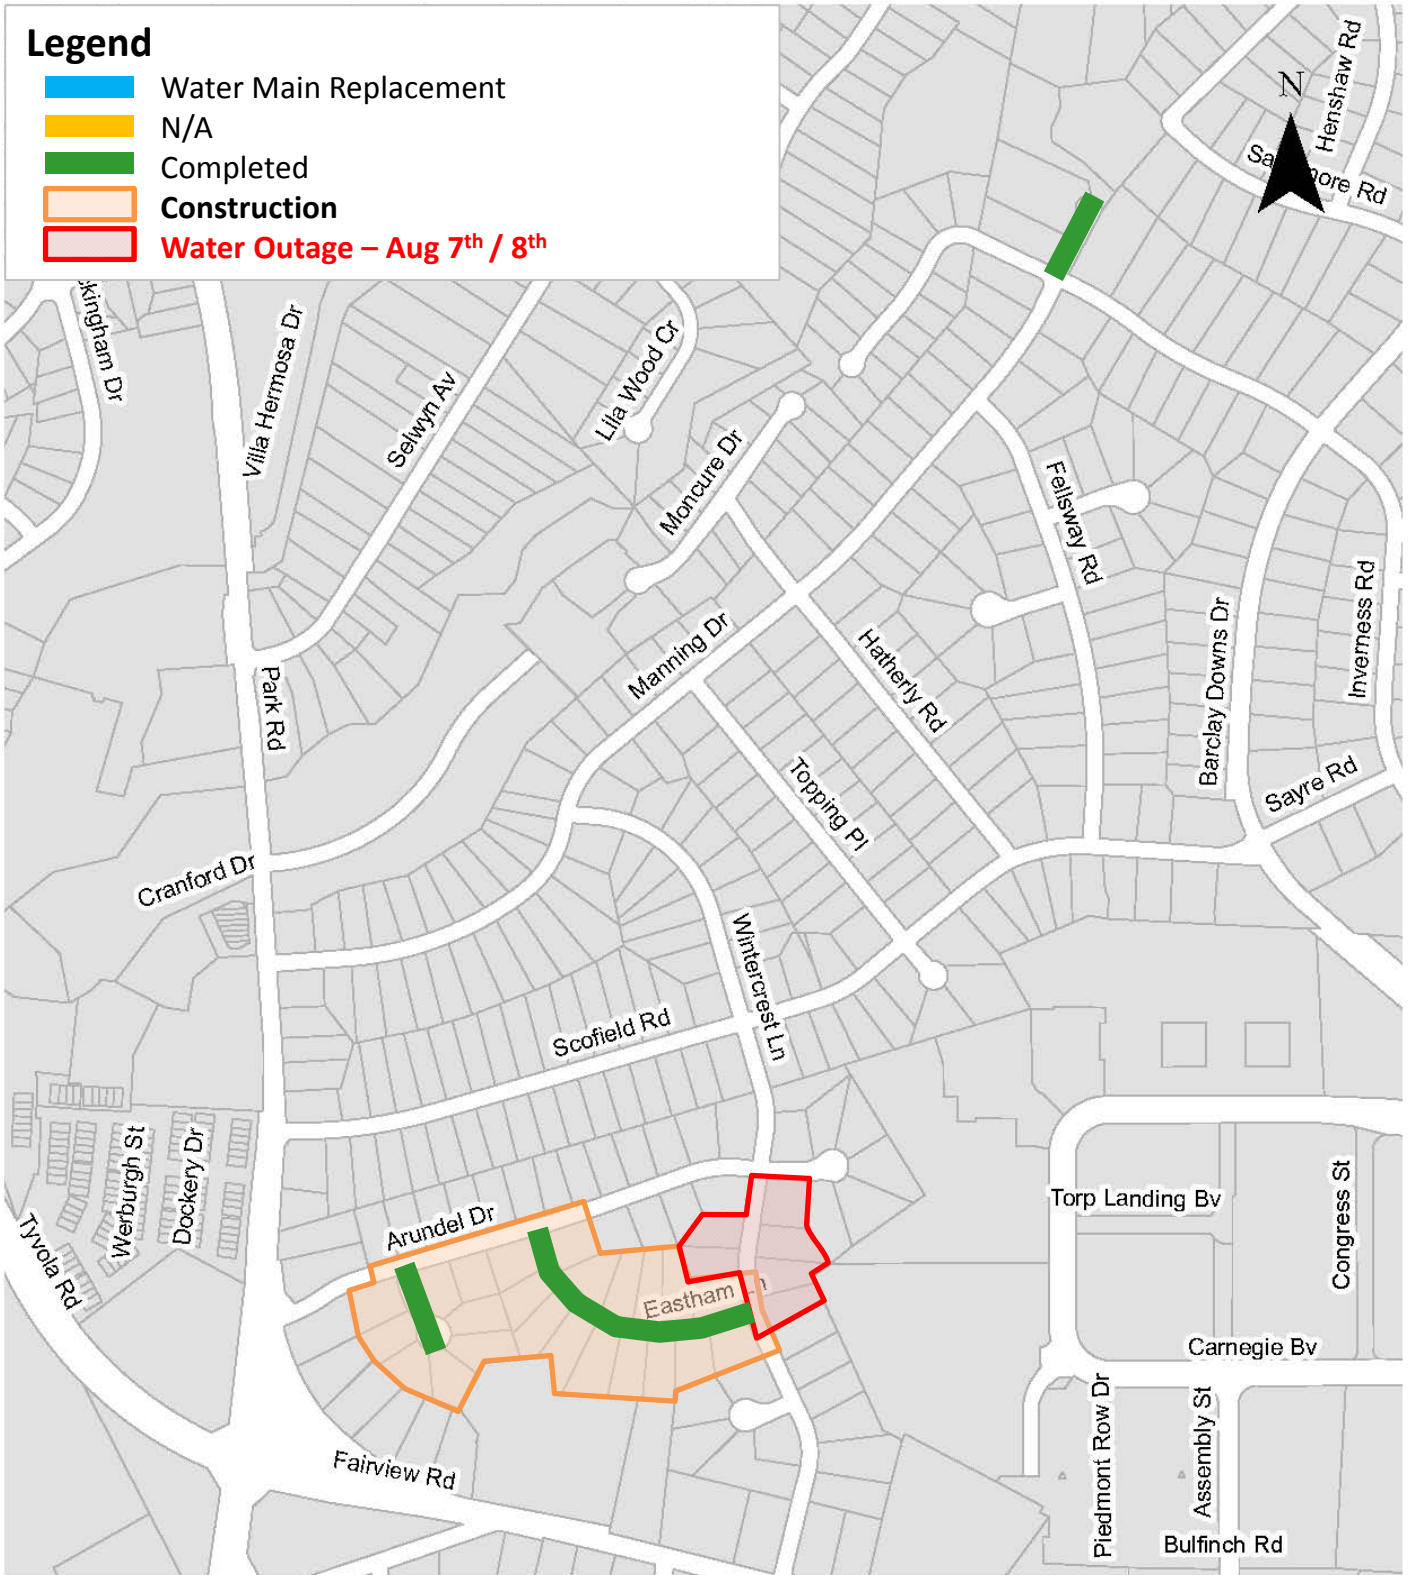 Legend
Water Main Replacement
N/A
Completed
Construction
Water Outage – Aug 7th / 8th
N
Henshaw Rd
Villa Hermosa Dr
Selwyn Av
Lila Wood Cr
Moncure Dr
Fellsway Rd
Manning Dr
Hatherly Rd
Barclay Downs Dr
Inverness Rd
Park Rd
Topping Pl
Sayre Rd
Cranford Dr
Wintercrest Ln
Scofield Rd
Werburgh St
Dockery Dr
Tyvola Rd
Arundel Dr
Eastham Ln
Torp Landing Bv
Congress St
Carnegie Bv
Piedmont Row Dr
Assembly St
Fairview Rd
Bulfinch Rd